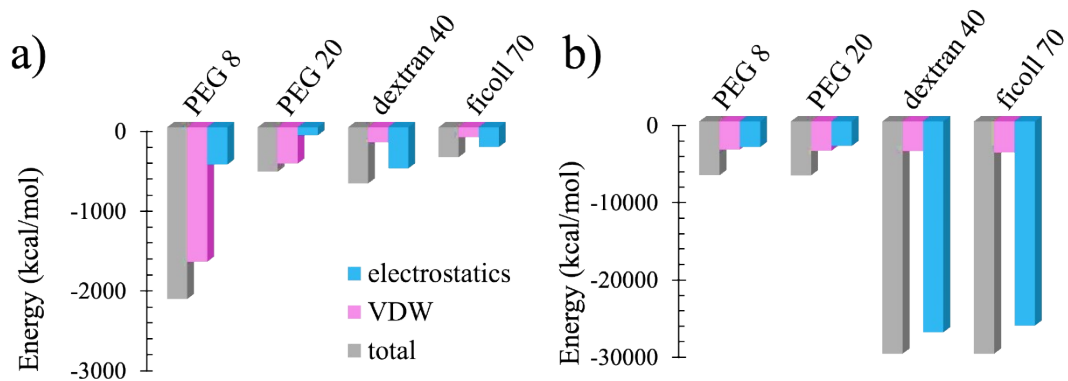 a)
PEG 8
PEG 20
dextran 40
ficoll 70
Energy (kcal/mol)
0
-1000
-2000
-3000
electrostatics
VDW
total
b)
PEG 8
PEG 20
dextran 40
ficoll 70
Energy (kcal/mol)
0
-10000
-20000
-30000